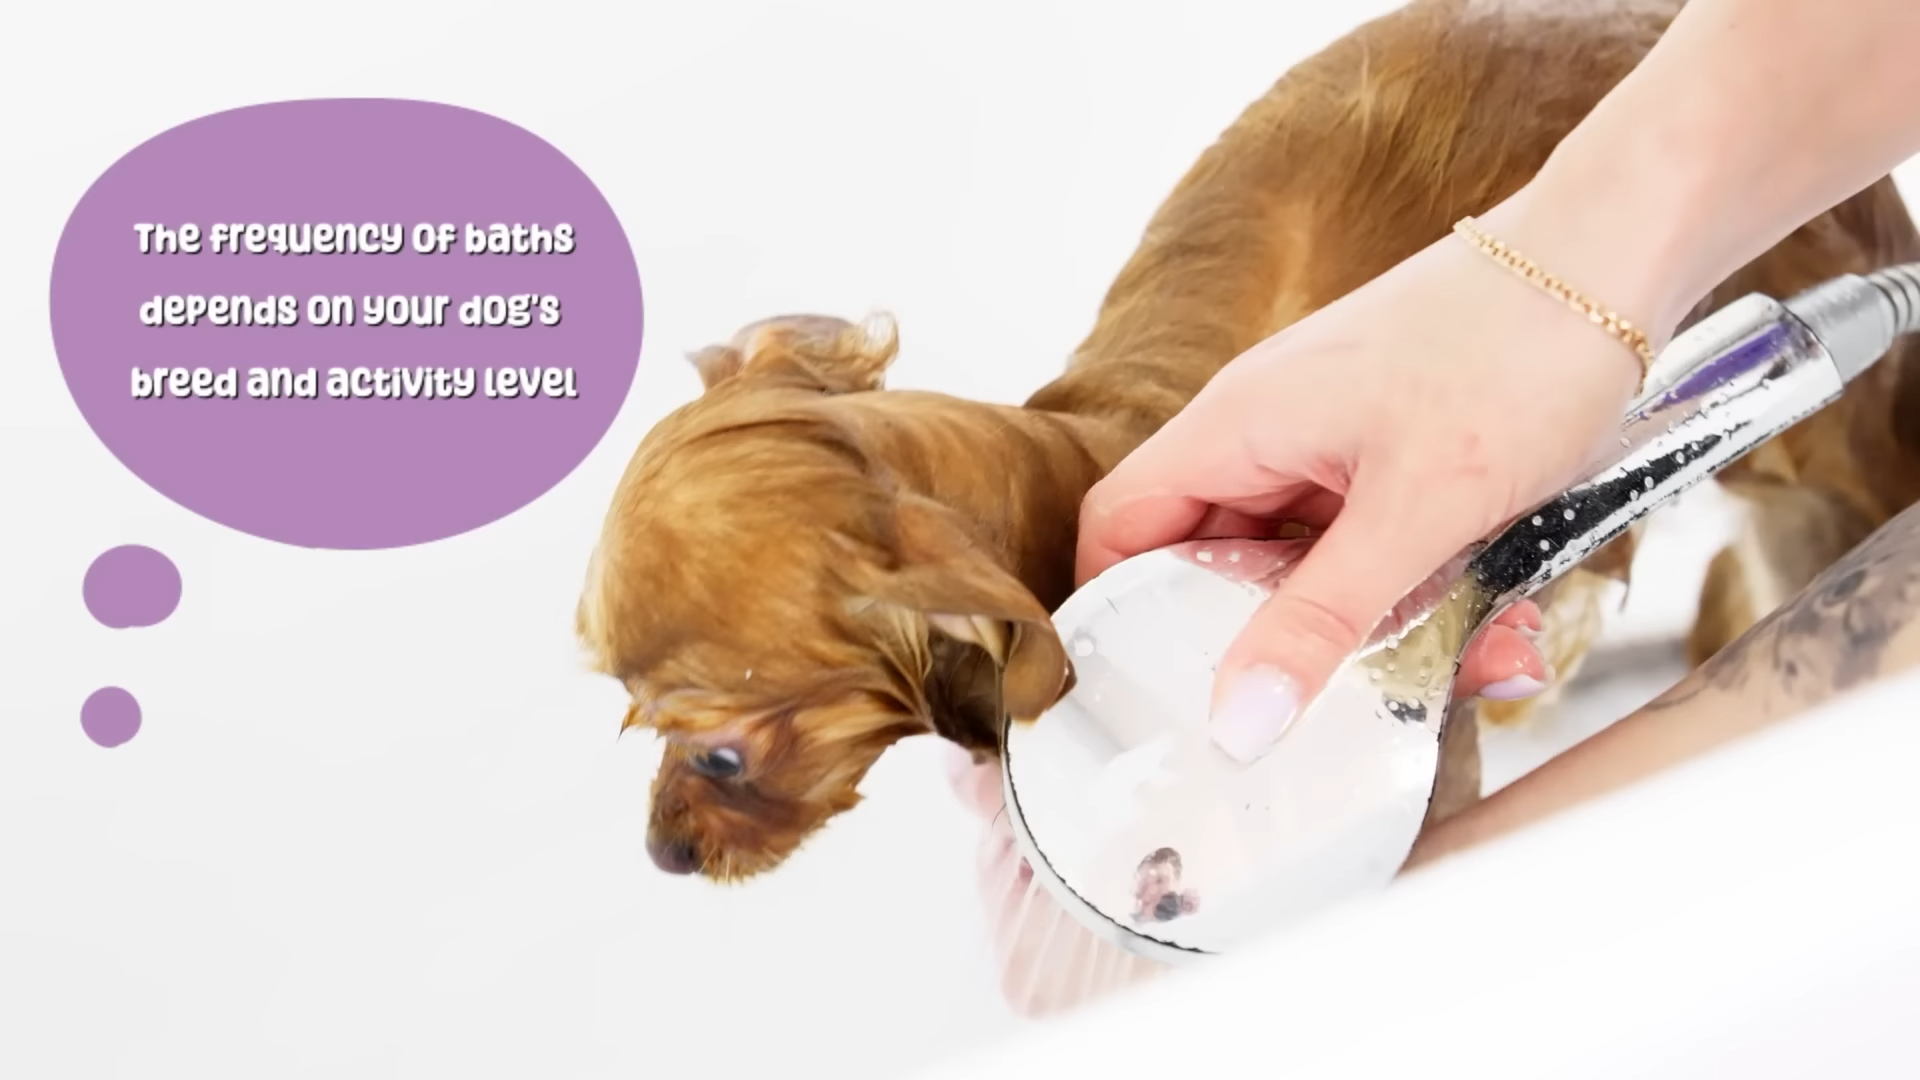 The frequency of baths
depends on your dog's
breed and activity level